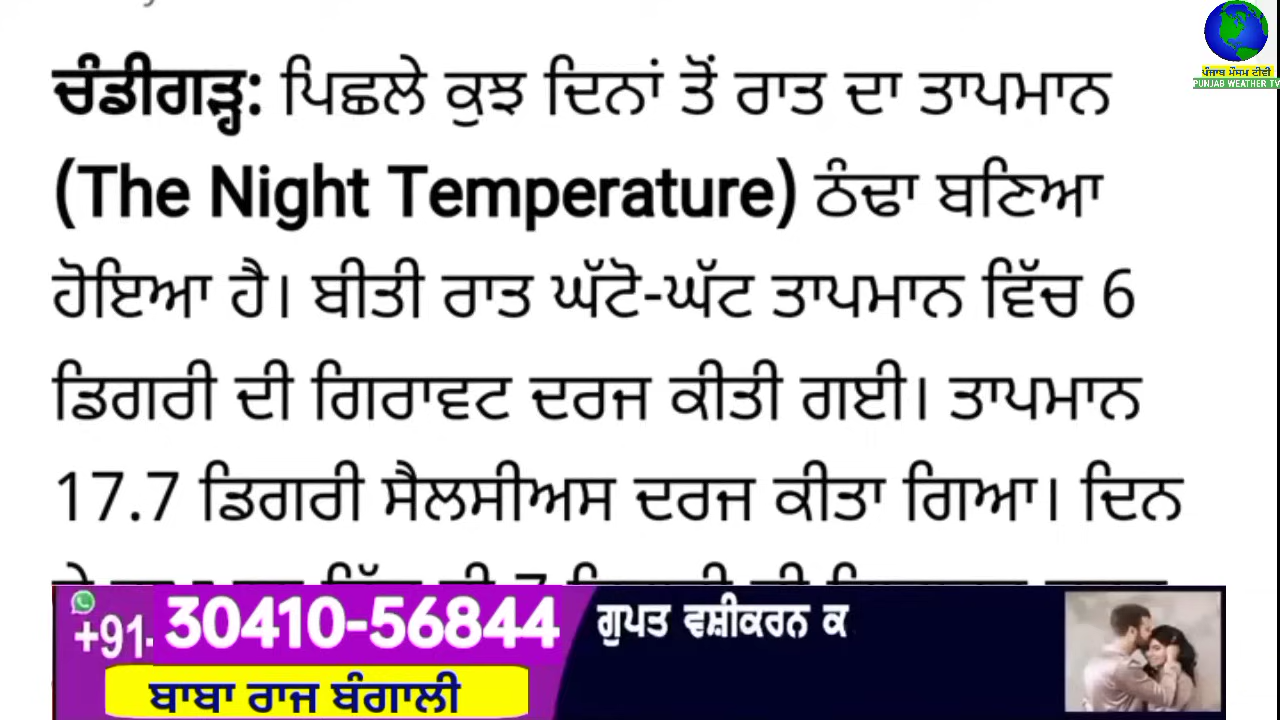 ਪੰਜਾਬ ਮੌਸਮ ਟੀਵੀ
PUNJAB WEATHER TV
ਚੰਡੀਗੜ੍ਹ: ਪਿਛਲੇ ਕੁਝ ਦਿਨਾਂ ਤੋਂ ਰਾਤ ਦਾ ਤਾਪਮਾਨ
(The Night Temperature) ਠੰਢਾ ਬਣਿਆ
ਹੋਇਆ ਹੈ। ਬੀਤੀ ਰਾਤ ਘੱਟੋ-ਘੱਟ ਤਾਪਮਾਨ ਵਿੱਚ 6
ਡਿਗਰੀ ਦੀ ਗਿਰਾਵਟ ਦਰਜ ਕੀਤੀ ਗਈ। ਤਾਪਮਾਨ
17.7 ਡਿਗਰੀ ਸੈਲਸੀਅਸ ਦਰਜ ਕੀਤਾ ਗਿਆ। ਦਿਨ
+91- 30410-56844 ਗੁਪਤ ਵਸ਼ੀਕਰਨ ਕ
ਬਾਬਾ ਰਾਜ ਬੰਗਾਲੀ